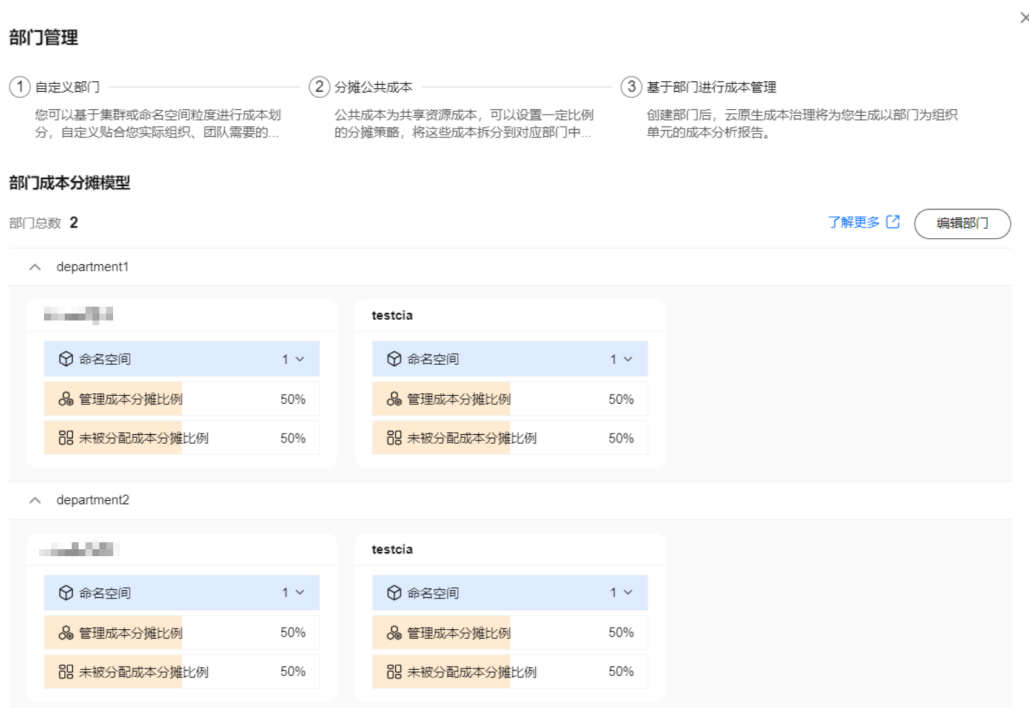 部门管理
1 自定义部门
2 分摊公共成本
3 基于部门进行成本管理
您可以基于集群或命名空间粒度进行成本划
分，自定义贴合您实际组织、团队需要的...
公共成本为共享资源成本，可以设置一定比例
的分摊策略，将这些成本拆分到对应部门中...
创建部门后，云原生成本治理将为您生成以部门为组织
单元的成本分析报告。
部门成本分摊模型
部门总数 2
了解更多
编辑部门
department1
testcia
命名空间 1
命名空间 1
管理成本分摊比例 50%
管理成本分摊比例 50%
未被分配成本分摊比例 50%
未被分配成本分摊比例 50%
department2
testcia
命名空间 1
命名空间 1
管理成本分摊比例 50%
管理成本分摊比例 50%
未被分配成本分摊比例 50%
未被分配成本分摊比例 50%